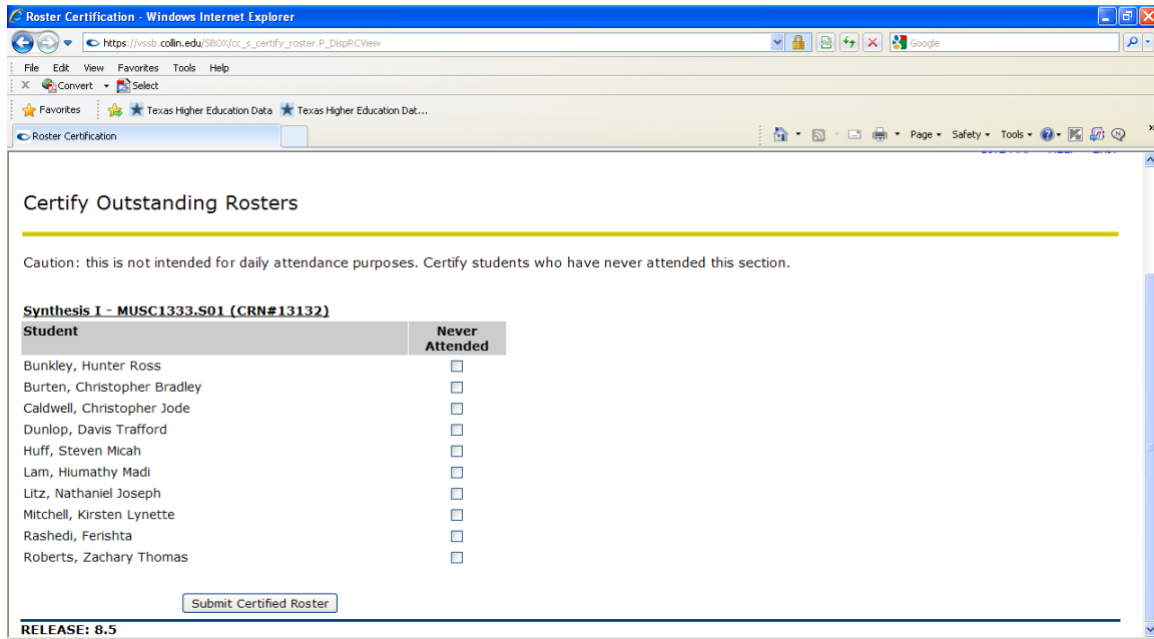 Roster Certification - Windows Internet Explorer
https://vssb.collin.edu/SBOX/cc_s_certify_roster.P_DispRCView
Google
File Edit View Favorites Tools Help
X Convert Select
Favorites Texas Higher Education Data Texas Higher Education Dat...
Roster Certification
Page Safety Tools »
Certify Outstanding Rosters
Caution: this is not intended for daily attendance purposes. Certify students who have never attended this section.
Synthesis I - MUSC1333.S01 (CRN#13132)
Student Never
Attended
Bunkley, Hunter Ross
Burten, Christopher Bradley
Caldwell, Christopher Jode
Dunlop, Davis Trafford
Huff, Steven Micah
Lam, Hiumathy Madi
Litz, Nathaniel Joseph
Mitchell, Kirsten Lynette
Rashedi, Ferishta
Roberts, Zachary Thomas
Submit Certified Roster
RELEASE: 8.5